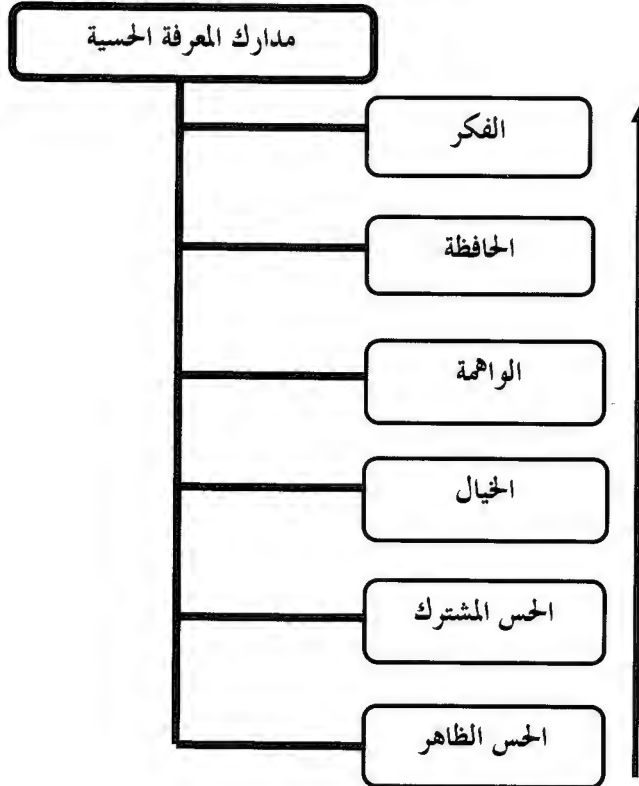 مدارك المعرفة الحسية
الفكر
الحافظة
الواهمة
الخيال
الحس المشترك
الحس الظاهر